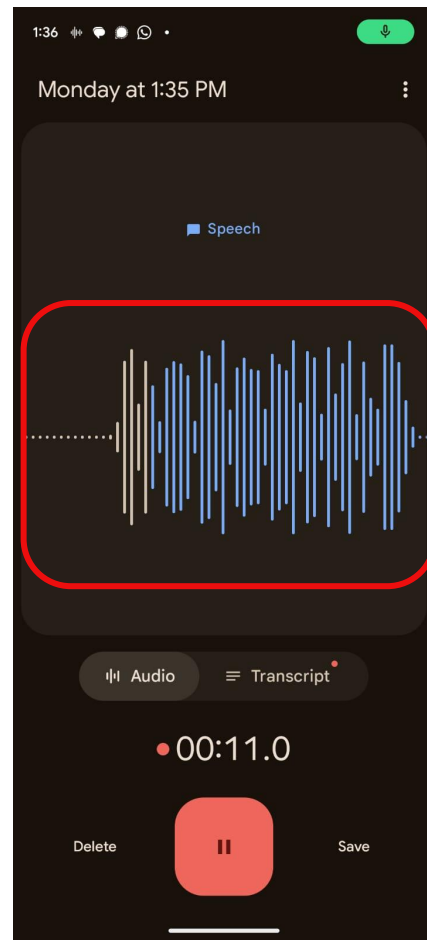 1:36
Monday at 1:35 PM
Speech
Audio
Transcript
00:11.0
Delete
Save